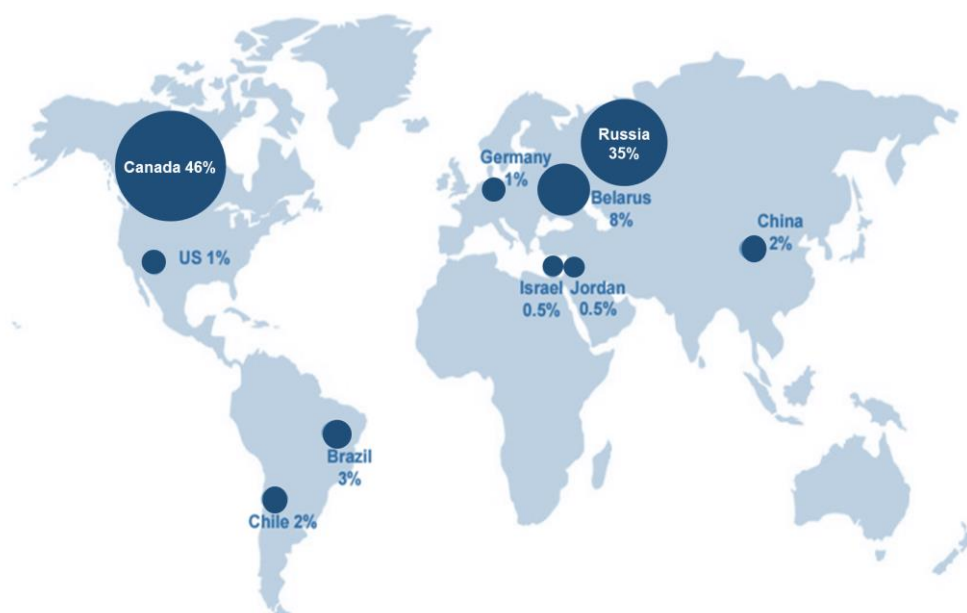 Canada 46%
Russia
35%
Germany
1%
Belarus
8%
China
2%
US 1%
Israel
0.5%
Jordan
0.5%
Brazil
3%
Chile 2%